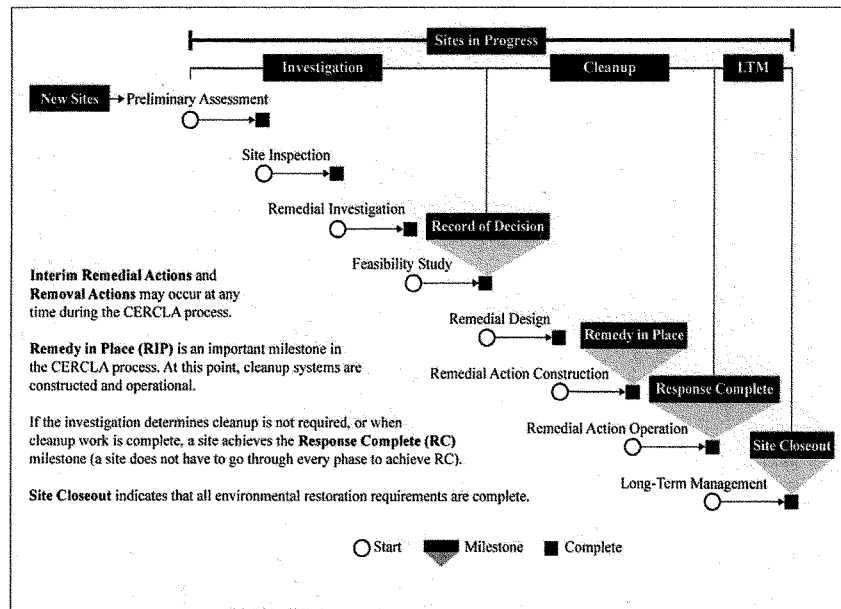 Sites in Progress
Investigation
Cleanup
LTM
New Sites
Preliminary Assessment
Site Inspection
Remedial Investigation
Record of Decision
Feasibility Study
Interim Remedial Actions and
Removal Actions may occur at any
time during the CERCLA process.
Remedial Design
Remedy in Place
Remedy in Place (RIP) is an important milestone in
the CERCLA process. At this point, cleanup systems are
constructed and operational.
Remedial Action Construction
Response Complete
If the investigation determines cleanup is not required, or when
cleanup work is complete, a site achieves the Response Complete (RC)
milestone (a site does not have to go through every phase to achieve RC).
Remedial Action Operation
Site Closeout
Site Closeout indicates that all environmental restoration requirements are complete.
Long-Term Management
Start
Milestone
Complete